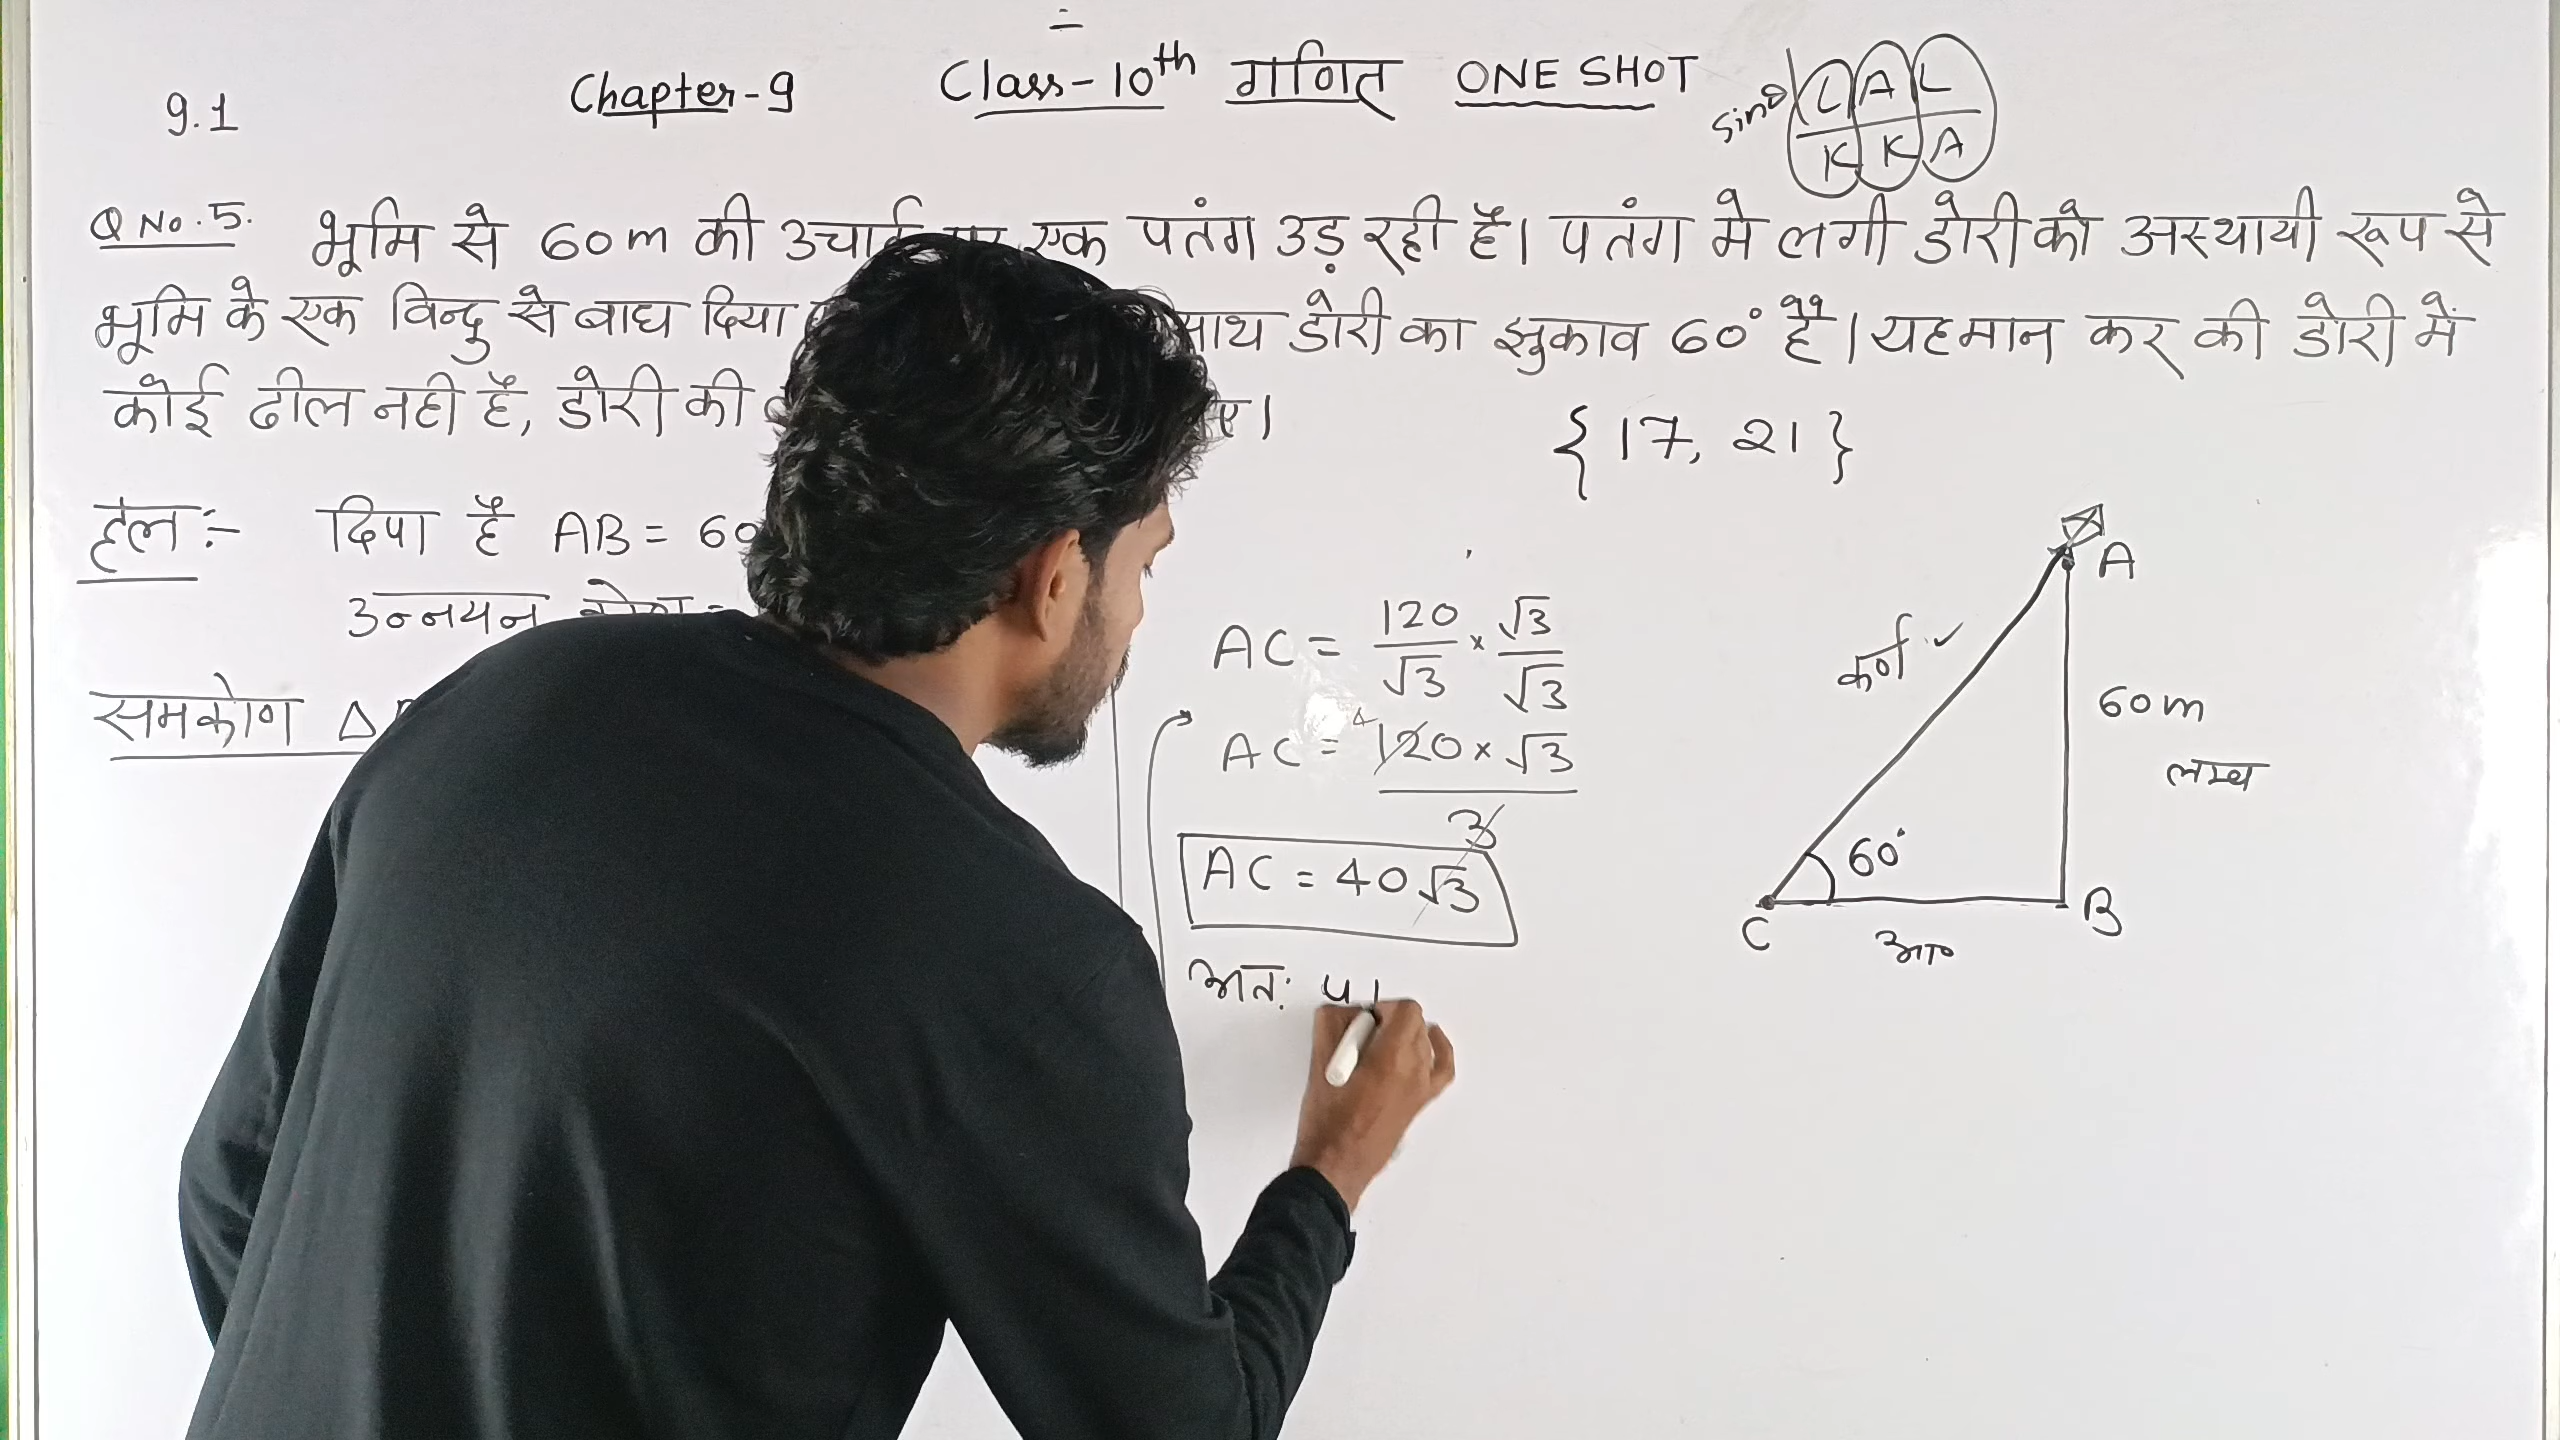 9.1 Chapter-9 Class-10th गणित ONE SHOT
sinθ L A L
K K A
Q No. 5. भूमि से 60m की उचाई एक पतंग उड़ रही है। पतंग मे लगी डोरी को अस्थायी रूप से
भूमि के एक विन्दु से बाघ दिया साथ डोरी का झुकाव 60° है। यह मान कर की डोरी में
कोई ढील नही है, डोरी की
{ 17, 21 }
हल :- दिया है AB = 60
उन्नयन
समकोण Δ
AC = 120/√3 × √3/√3
AC = 120 × √3
4
3
AC = 40√3
अत: प
A
कर्ण ✓
60m
लम्ब
60°
C
B
आ०